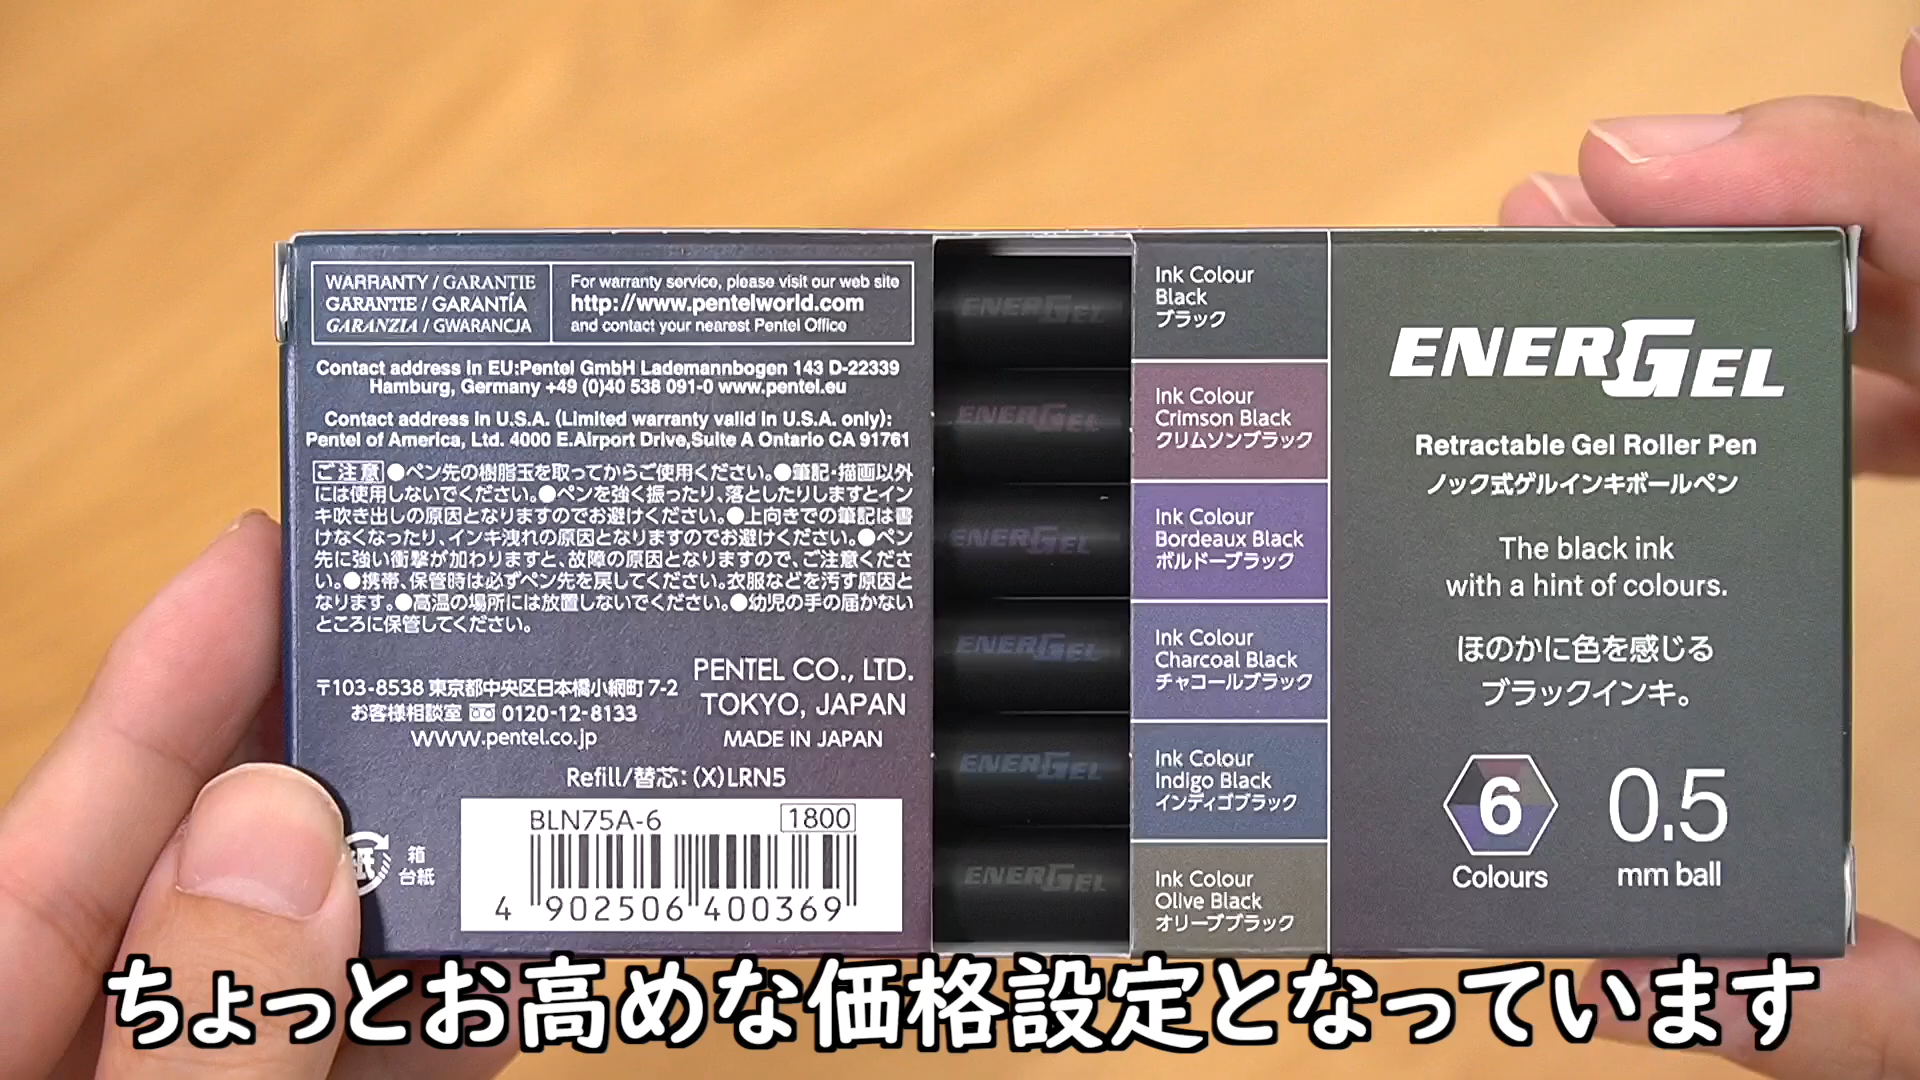 WARRANTY / GARANTIE
GARANTIE / GARANTÍA
GARANZIA / GWARANCJA
For warranty service, please visit our web site
http://www.pentelworld.com
and contact your nearest Pentel Office
Contact address in EU:Pentel GmbH Lademannbogen 143 D-22339
Hamburg, Germany +49 (0)40 538 091-0 www.pentel.eu
Contact address in U.S.A. (Limited warranty valid in U.S.A. only):
Pentel of America, Ltd. 4000 E.Airport Drive,Suite A Ontario CA 91761
ご注意●ペン先の樹脂玉を取ってからご使用ください。●筆記・描画以外
には使用しないでください。●ペンを強く振ったり、落としたりしますとイン
キ吹き出しの原因となりますのでお避けください。●上向きでの筆記は書
けなくなったり、インキ洩れの原因となりますのでお避けください。●ペン
先に強い衝撃が加わりますと、故障の原因となりますので、ご注意くださ
い。●携帯、保管時は必ずペン先を戻してください。衣服などを汚す原因と
なります。●高温の場所には放置しないでください。●幼児の手の届かない
ところに保管してください。
〒103-8538 東京都中央区日本橋小網町 7-2
お客様相談室 0120-12-8133
www.pentel.co.jp
PENTEL CO., LTD.
TOKYO, JAPAN
MADE IN JAPAN
Refill/替芯: (X)LRN5
BLN75A-6 1800
4 902506 400369
紙
箱
台紙
ENERGEL
ENERGEL
ENERGEL
ENERGEL
ENERGEL
ENERGEL
Ink Colour
Black
ブラック
Ink Colour
Crimson Black
クリムゾンブラック
Ink Colour
Bordeaux Black
ボルドーブラック
Ink Colour
Charcoal Black
チャコールブラック
Ink Colour
Indigo Black
インディゴブラック
Ink Colour
Olive Black
オリーブブラック
ENERGEL
Retractable Gel Roller Pen
ノック式ゲルインキボールペン
The black ink
with a hint of colours.
ほのかに色を感じる
ブラックインキ。
6
Colours
0.5
mm ball
ちょっとお高めな価格設定となっています